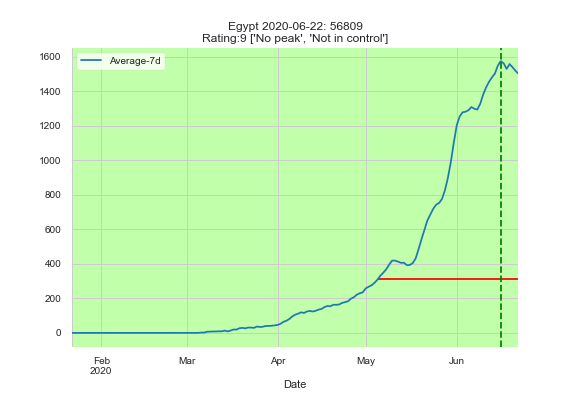 Egypt 2020-06-22: 56809
Rating:9 ['No peak', 'Not in control']
Average-7d
1600
1400
1200
1000
800
600
400
200
0
Feb
2020
Mar
Apr
May
Jun
Date